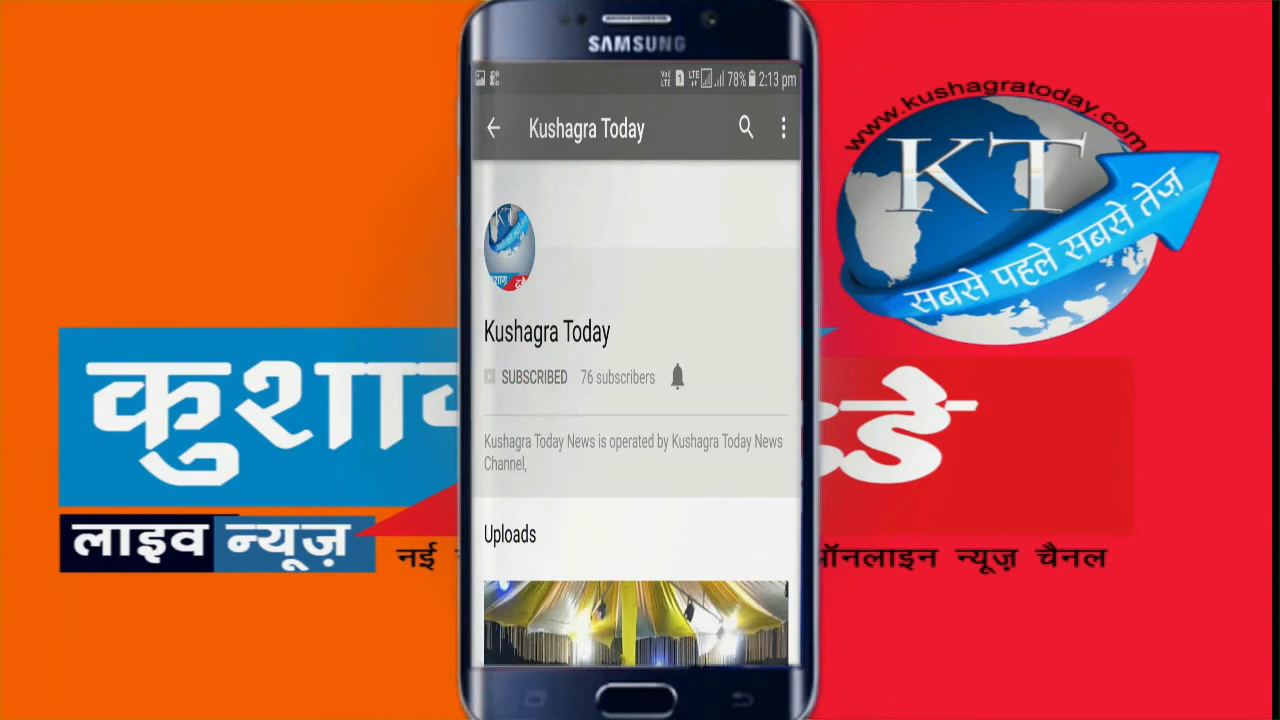 SAMSUNG
78% 2:13 pm
Kushagra Today
www.kushagratoday.com
KT
सबसे पहले सबसे तेज़
Kushagra Today
SUBSCRIBED 76 subscribers
Kushagra Today News is operated by Kushagra Today News
Channel,
Uploads
लाइव न्यूज़
नई
ऑनलाइन न्यूज़ चैनल